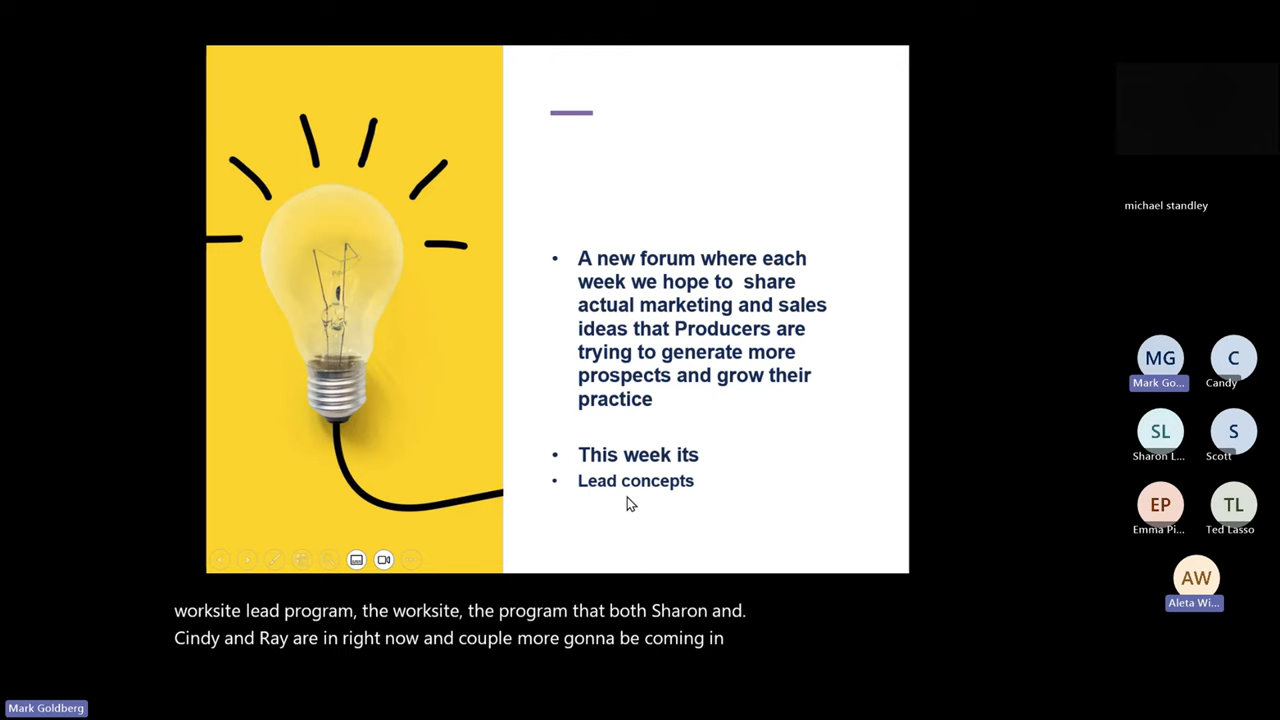 • A new forum where each
week we hope to share
actual marketing and sales
ideas that Producers are
trying to generate more
prospects and grow their
practice
• This week its
• Lead concepts
michael standley
MG
Mark Go...
C
Candy
SL
Sharon L...
S
Scott
EP
Emma Pi...
TL
Ted Lasso
AW
Aleta Wi...
worksite lead program, the worksite, the program that both Sharon and.
Cindy and Ray are in right now and couple more gonna be coming in
Mark Goldberg